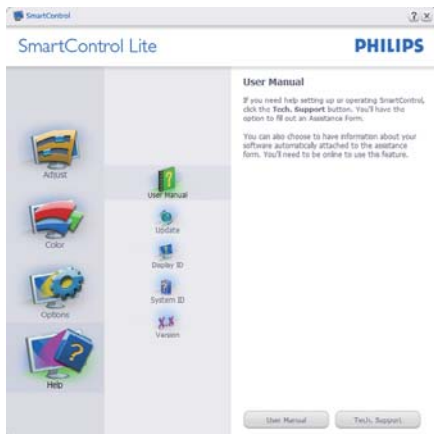 SmartControl
SmartControl Lite
PHILIPS
Adjust
Color
Options
Help
User Manual
Update
Display ID
System ID
Version
User Manual
If you need help setting up or operating SmartControl,
click the Tech. Support button. You'll have the
option to fill out an Assistance Form.
You can also choose to have information about your
software automatically attached to the assistance
form. You'll need to be online to use this feature.
User Manual
Tech. Support